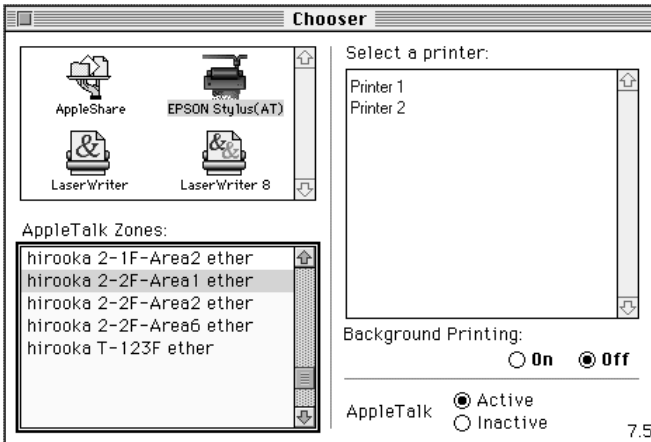 Chooser
AppleShare
EPSON Stylus(AT)
LaserWriter
LaserWriter 8
AppleTalk Zones:
hirooka 2-1F-Area2 ether
hirooka 2-2F-Area1 ether
hirooka 2-2F-Area2 ether
hirooka 2-2F-Area6 ether
hirooka T-123F ether
Select a printer:
Printer 1
Printer 2
Background Printing:
On Off
AppleTalk
Active
Inactive
7.5